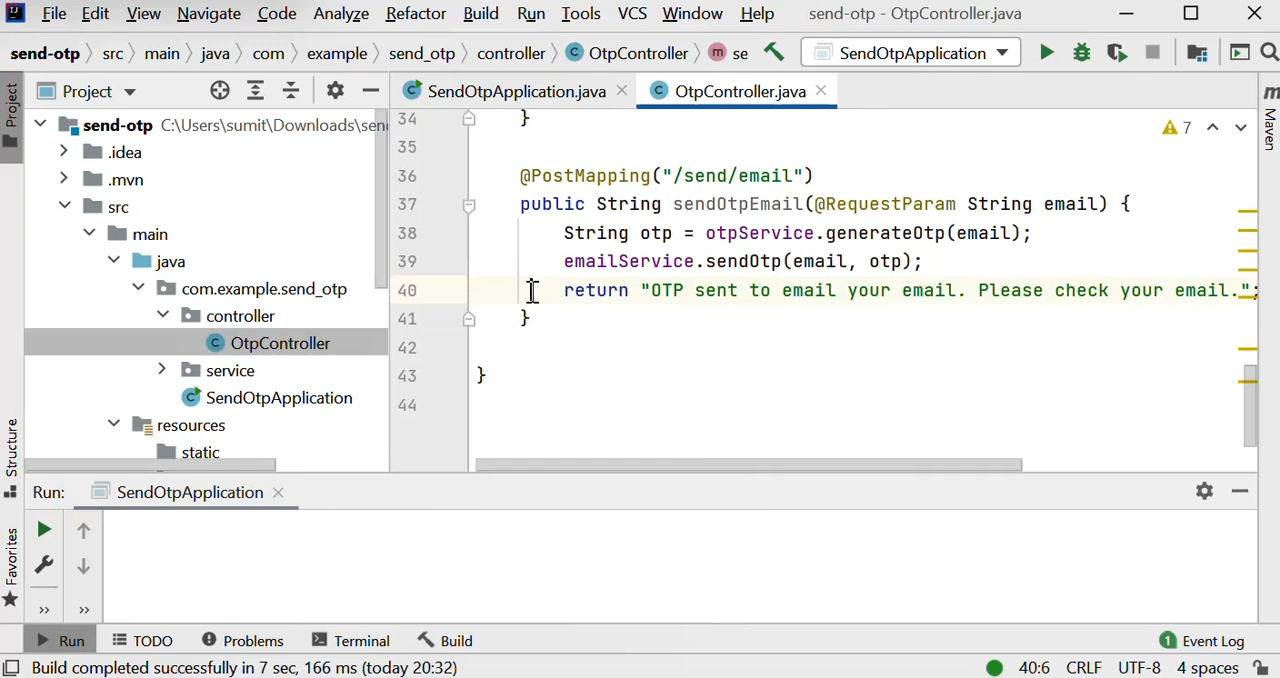 File Edit View Navigate Code Analyze Refactor Build Run Tools VCS Window Help send-otp - OtpController.java
send-otp src main java com example send_otp controller OtpController se SendOtpApplication
Project SendOtpApplication.java OtpController.java
Project
Structure
Favorites
send-otp C:\Users\sumit\Downloads\sen
.idea
.mvn
src
main
java
com.example.send_otp
controller
OtpController
service
SendOtpApplication
resources
static
34 }
35
36 @PostMapping("/send/email")
37 public String sendOtpEmail(@RequestParam String email) {
38 String otp = otpService.generateOtp(email);
39 emailService.sendOtp(email, otp);
40 return "OTP sent to email your email. Please check your email.";
41 }
42
43 }
44
7
Maven
Run: SendOtpApplication
Run TODO Problems Terminal Build 1 Event Log
Build completed successfully in 7 sec, 166 ms (today 20:32) 40:6 CRLF UTF-8 4 spaces